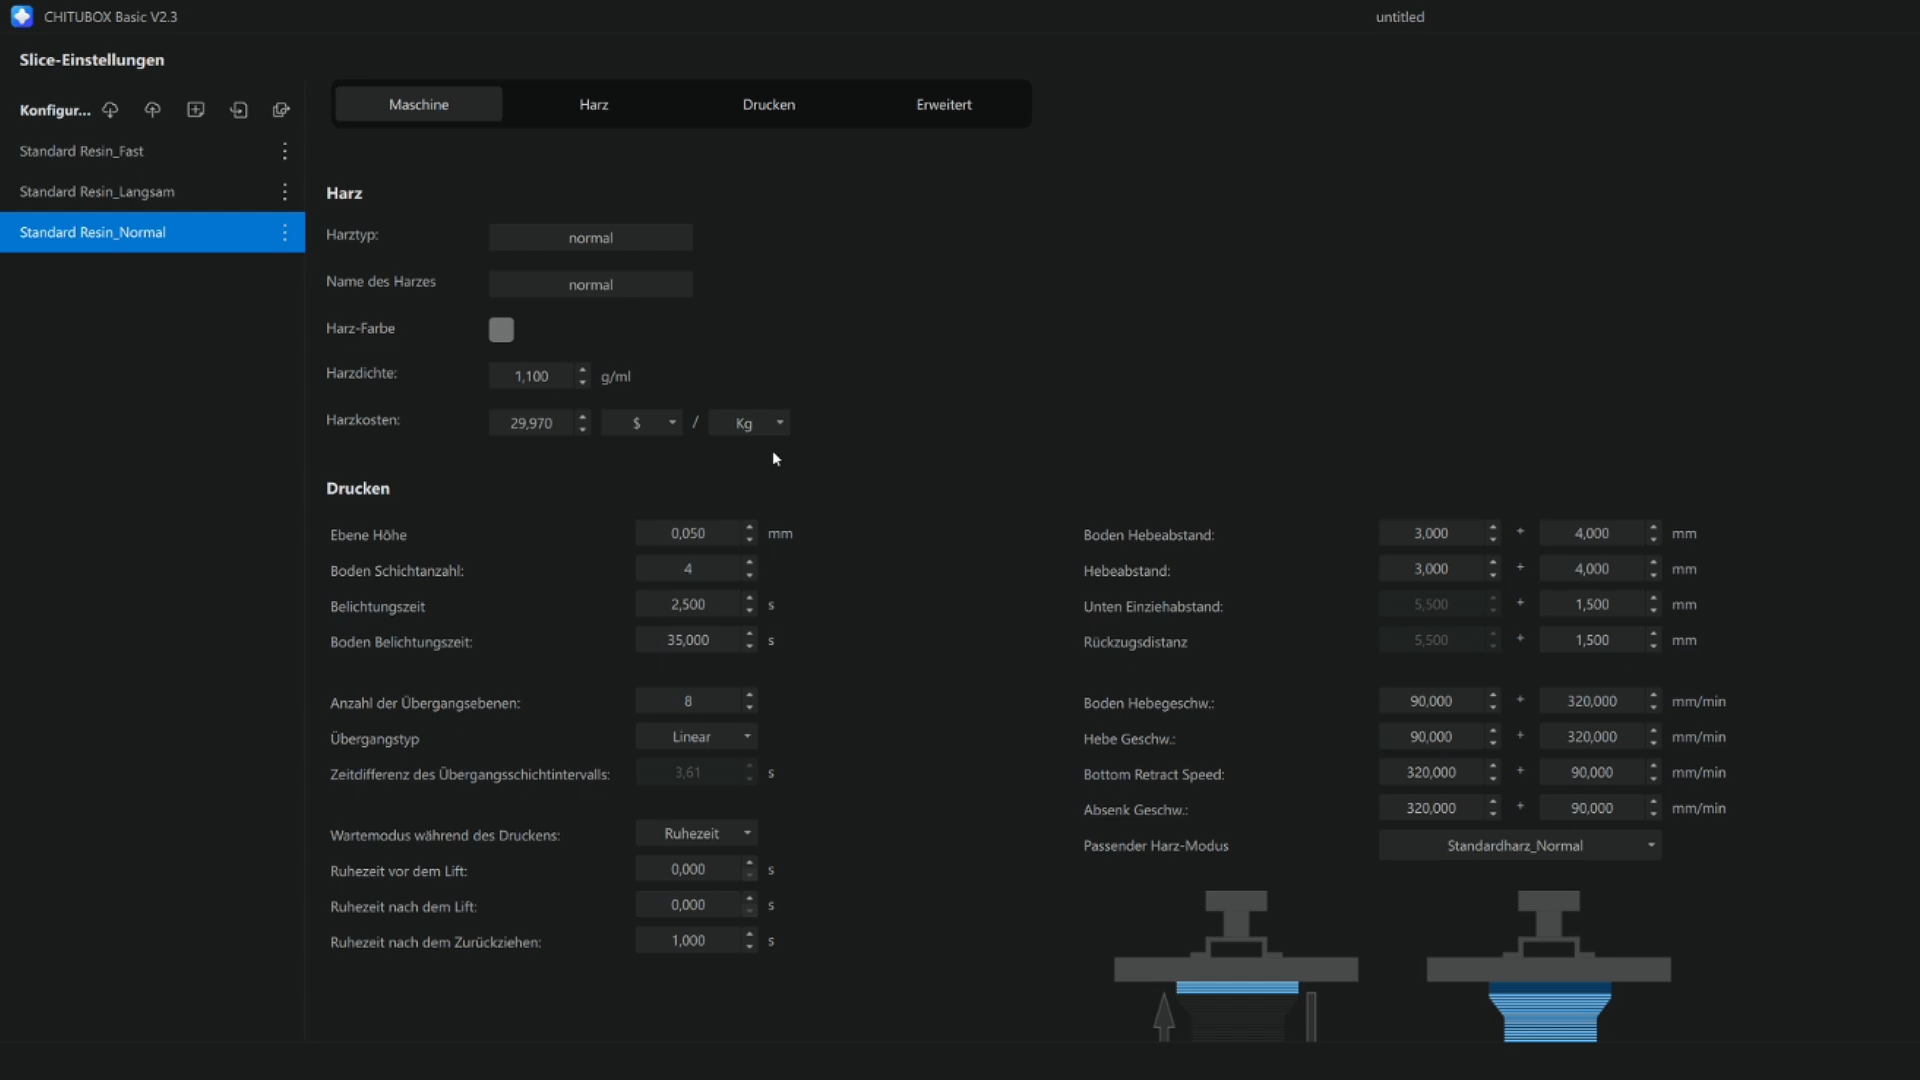 CHITUBOX Basic V2.3
untitled
Slice-Einstellungen
Konfigur...
Maschine Harz Drucken Erweitert
Standard Resin_Fast
Standard Resin_Langsam
Standard Resin_Normal
Harz
Harztyp: normal
Name des Harzes normal
Harz-Farbe
Harzdichte: 1,100 g/ml
Harzkosten: 29,970 $ / Kg
Drucken
Ebene Höhe 0,050 mm
Boden Schichtanzahl: 4
Belichtungszeit 2,500 s
Boden Belichtungszeit: 35,000 s
Anzahl der Übergangsebenen: 8
Übergangstyp Linear
Zeitdifferenz des Übergangsschichtintervalls: 3,61 s
Wartemodus während des Druckens: Ruhezeit
Ruhezeit vor dem Lift: 0,000 s
Ruhezeit nach dem Lift: 0,000 s
Ruhezeit nach dem Zurückziehen: 1,000 s
Boden Hebeabstand: 3,000 + 4,000 mm
Hebeabstand: 3,000 + 4,000 mm
Unten Einziehabstand: 5,500 + 1,500 mm
Rückzugsdistanz 5,500 + 1,500 mm
Boden Hebegeschw.: 90,000 + 320,000 mm/min
Hebe Geschw.: 90,000 + 320,000 mm/min
Bottom Retract Speed: 320,000 + 90,000 mm/min
Absenk Geschw.: 320,000 + 90,000 mm/min
Passender Harz-Modus Standardharz_Normal